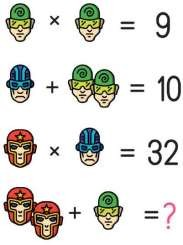 × = 9
+ = 10
× = 32
+ = ?